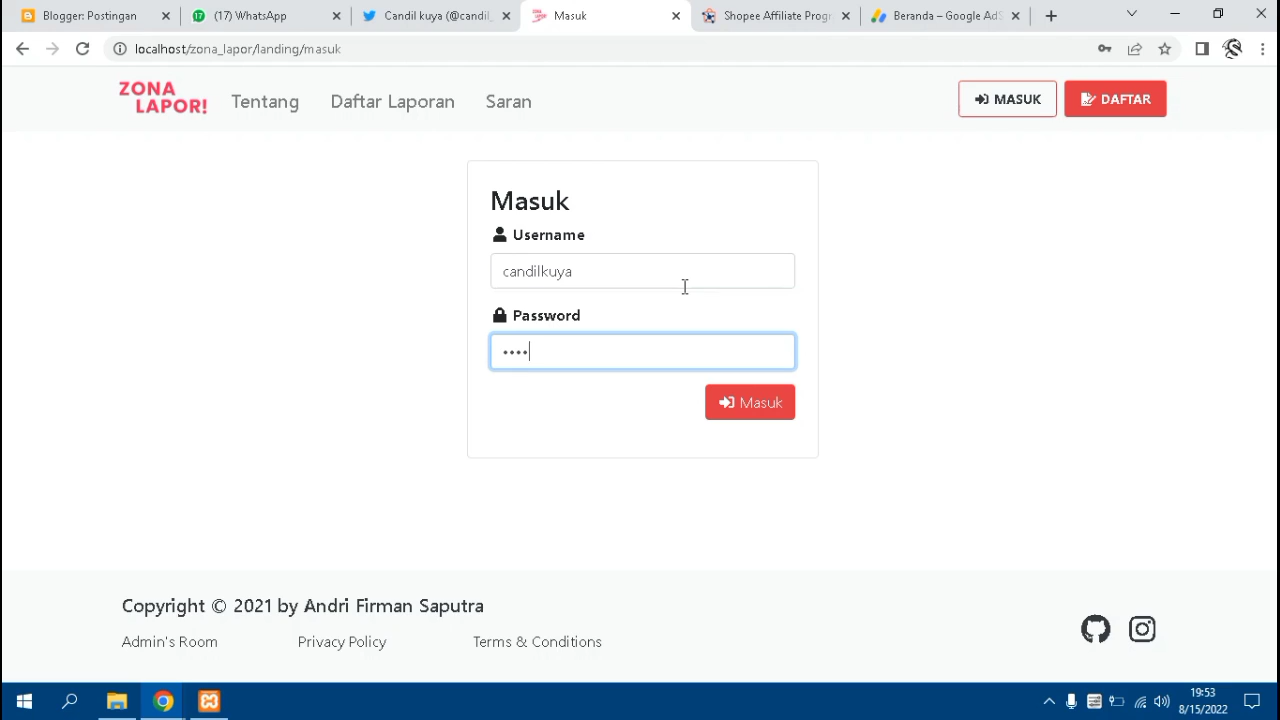 Blogger: Postingan
(17) WhatsApp
Candil kuya (@candil_
Masuk
Shopee Affiliate Progr
Beranda – Google AdS
localhost/zona_lapor/landing/masuk
ZONA
LAPOR!
Tentang
Daftar Laporan
Saran
MASUK
DAFTAR
Masuk
Username
candilkuya
Password
••••
Masuk
Copyright © 2021 by Andri Firman Saputra
Admin's Room
Privacy Policy
Terms & Conditions
19:53
8/15/2022